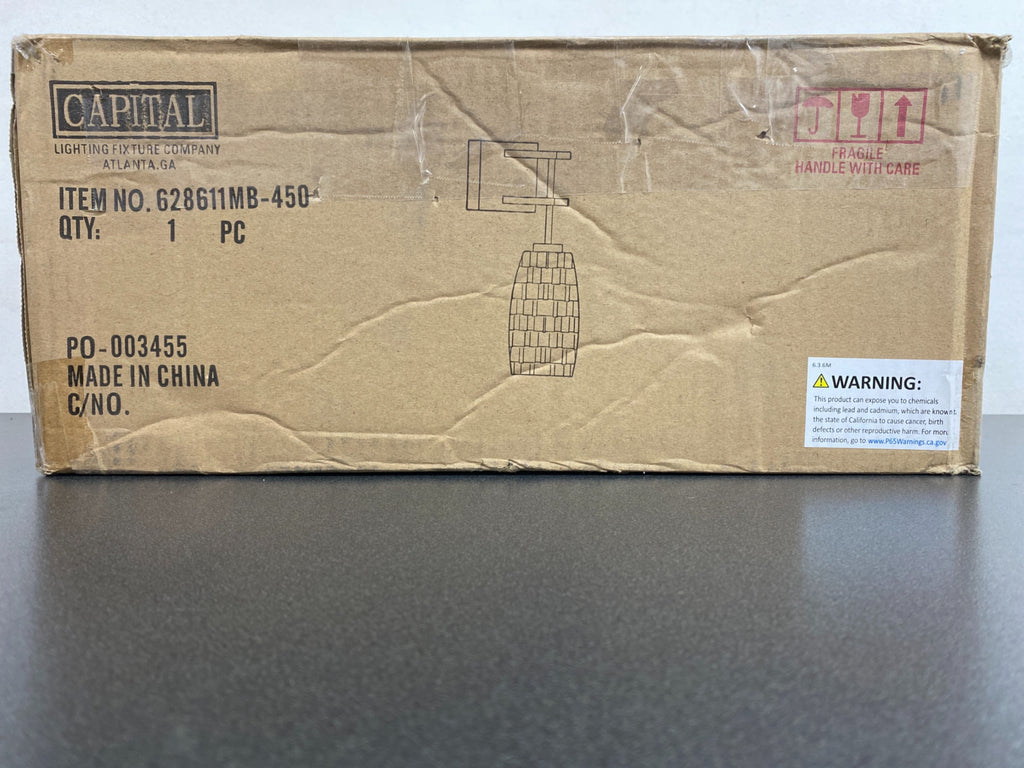 CAPITAL
LIGHTING FIXTURE COMPANY
ATLANTA.GA
ITEM NO. 628611MB-450
QTY: 1 PC
PO-003455
MADE IN CHINA
C/NO.
FRAGILE
HANDLE WITH CARE
6.3 6M
WARNING:
This product can expose you to chemicals
including lead and cadmium, which are known t
the state of California to cause cancer, birth
defects or other reproductive harm. For more
information, go to www.P65Warnings.ca.gov